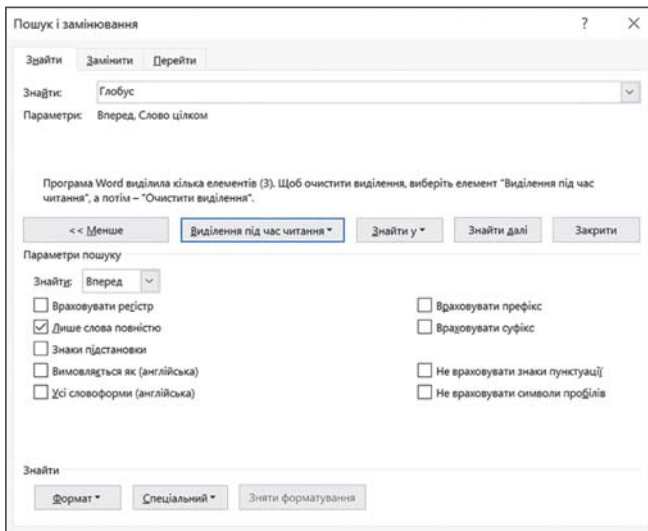 Пошук і замінювання ? ×
Знайти Замінити Перейти
Знайти: Глобус
Параметри: Вперед, Слово цілком
Програма Word виділила кілька елементів (3). Щоб очистити виділення, виберіть елемент "Виділення під час
читання", а потім – "Очистити виділення".
<< Менше Виділення під час читання Знайти у Знайти далі Закрити
Параметри пошуку
Знайти: Вперед
Враховувати регістр Враховувати префікс
Лише слова повністю Враховувати суфікс
Знаки підстановки
Вимовляється як (англійська) Не враховувати знаки пунктуації
Усі словоформи (англійська) Не враховувати символи пробілів
Знайти
Формат Спеціальний Зняти форматування